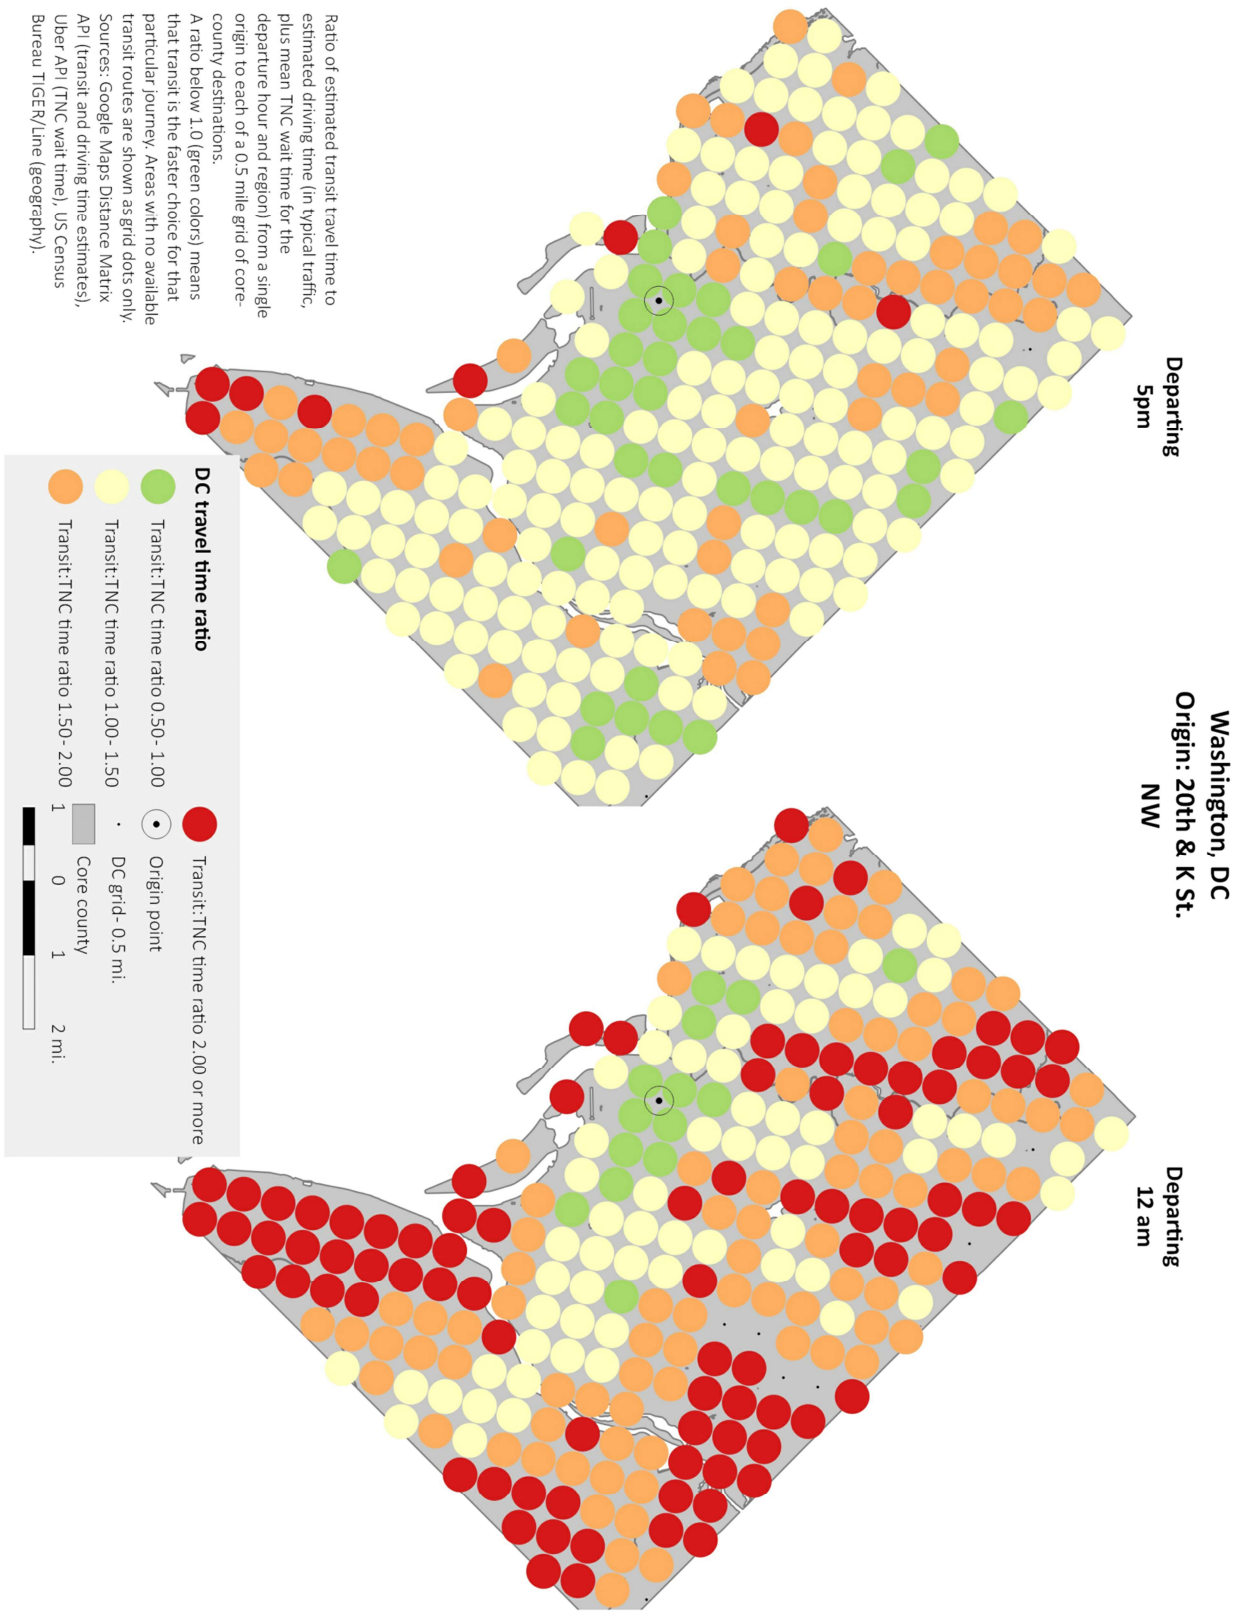 Washington, DC
Origin: 20th & K St.
NW
Departing
5pm
Departing
12 am
Ratio of estimated transit travel time to
estimated driving time (in typical traffic,
plus mean TNC wait time for the
departure hour and region) from a single
origin to each of a 0.5 mile grid of core-
county destinations.
A ratio below 1.0 (green colors) means
that transit is the faster choice for that
particular journey. Areas with no available
transit routes are shown as grid dots only.
Sources: Google Maps Distance Matrix
API (transit and driving time estimates),
Uber API (TNC wait time), US Census
Bureau TIGER/Line (geography).
DC travel time ratio
Transit:TNC time ratio 0.50 - 1.00
Transit:TNC time ratio 1.00 - 1.50
Transit:TNC time ratio 1.50 - 2.00
Transit:TNC time ratio 2.00 or more
Origin point
DC grid - 0.5 mi.
Core county
1 0 1 2 mi.